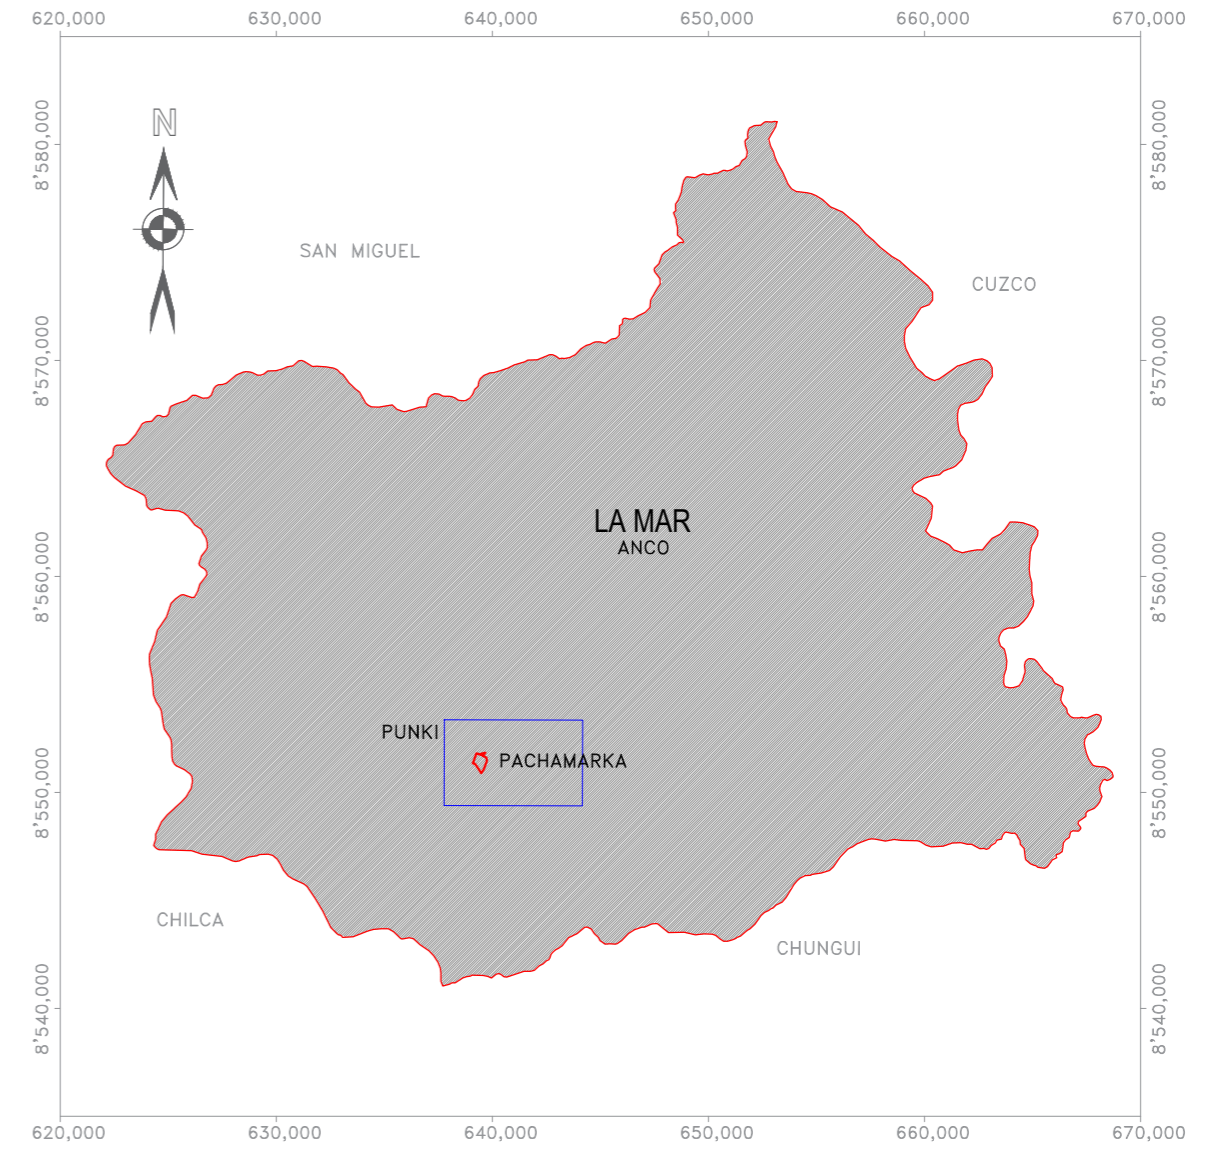 620,000 630,000 640,000 650,000 660,000 670,000
N
8'580,000 8'580,000
SAN MIGUEL
CUZCO
8'570,000 8'570,000
LA MAR
ANCO
8'560,000 8'560,000
PUNKI
PACHAMARKA
8'550,000 8'550,000
CHILCA
CHUNGUI
8'540,000 8'540,000
620,000 630,000 640,000 650,000 660,000 670,000